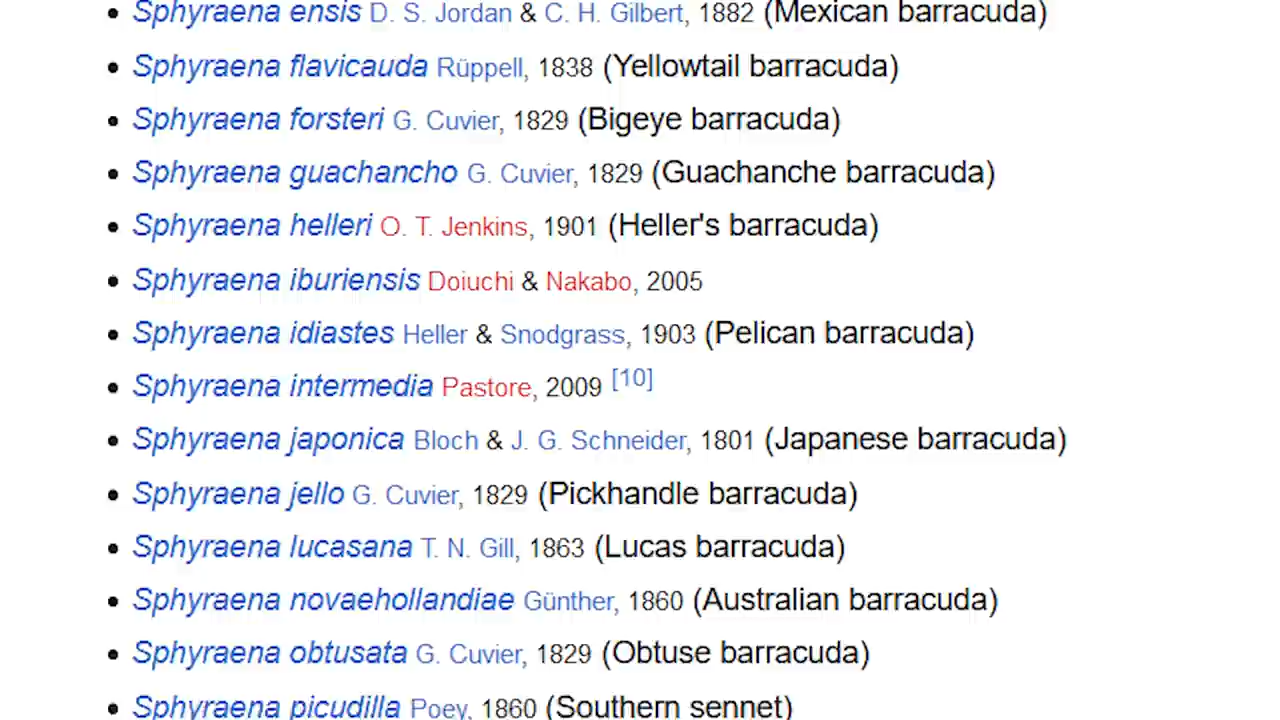 Sphyraena ensis D. S. Jordan & C. H. Gilbert, 1882 (Mexican barracuda)
Sphyraena flavicauda Rüppell, 1838 (Yellowtail barracuda)
Sphyraena forsteri G. Cuvier, 1829 (Bigeye barracuda)
Sphyraena guachancho G. Cuvier, 1829 (Guachanche barracuda)
Sphyraena helleri O. T. Jenkins, 1901 (Heller's barracuda)
Sphyraena iburiensis Doiuchi & Nakabo, 2005
Sphyraena idiastes Heller & Snodgrass, 1903 (Pelican barracuda)
Sphyraena intermedia Pastore, 2009 [10]
Sphyraena japonica Bloch & J. G. Schneider, 1801 (Japanese barracuda)
Sphyraena jello G. Cuvier, 1829 (Pickhandle barracuda)
Sphyraena lucasana T. N. Gill, 1863 (Lucas barracuda)
Sphyraena novaehollandiae Günther, 1860 (Australian barracuda)
Sphyraena obtusata G. Cuvier, 1829 (Obtuse barracuda)
Sphyraena picudilla Poey, 1860 (Southern sennet)